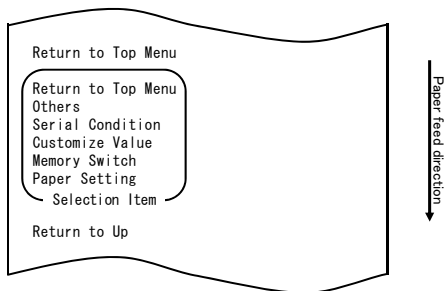 Return to Top Menu
Return to Top Menu
Others
Serial Condition
Customize Value
Memory Switch
Paper Setting
Selection Item
Return to Up
Paper feed direction